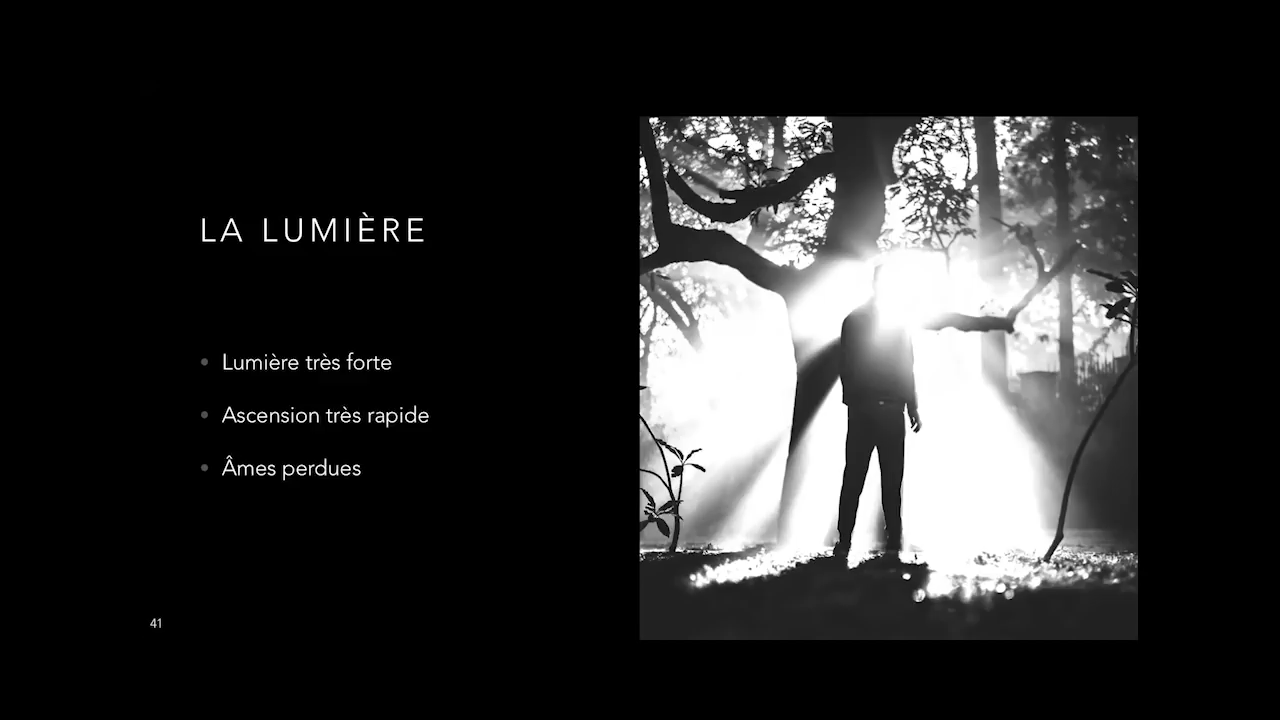 LA LUMIÈRE
• Lumière très forte
• Ascension très rapide
• Âmes perdues
41